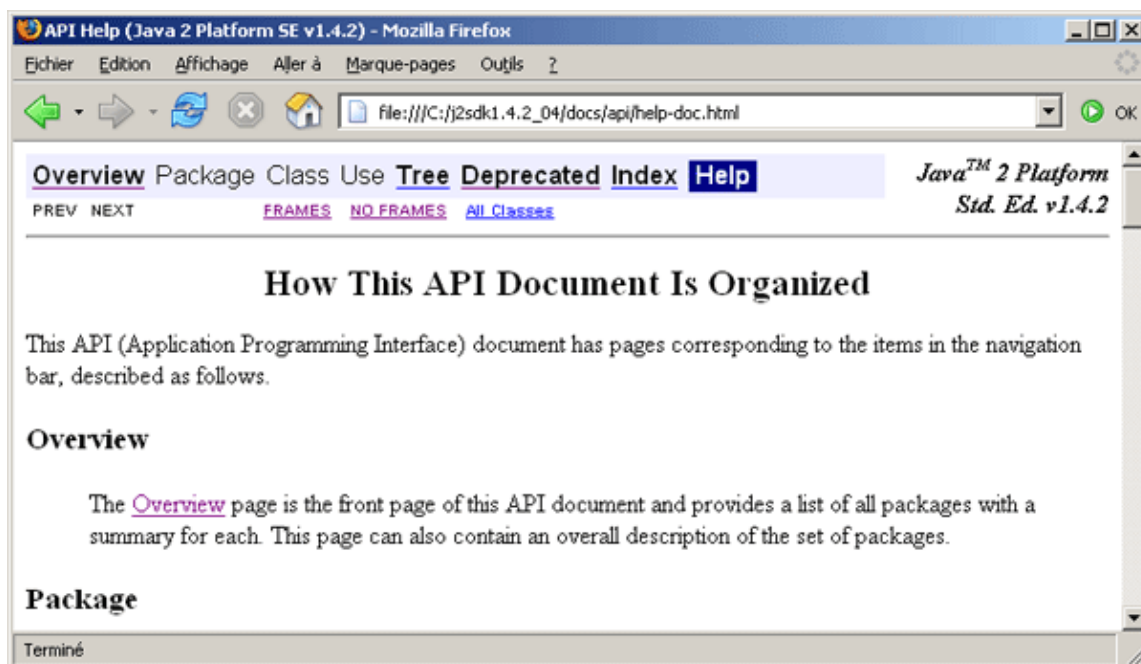 API Help (Java 2 Platform SE v1.4.2) - Mozilla Firefox
Fichier Edition Affichage Aller à Marque-pages Outils ?
file:///C:/j2sdk1.4.2_04/docs/api/help-doc.html OK
Overview Package Class Use Tree Deprecated Index Help
Java™ 2 Platform
Std. Ed. v1.4.2
PREV NEXT FRAMES NO FRAMES All Classes
How This API Document Is Organized
This API (Application Programming Interface) document has pages corresponding to the items in the navigation
bar, described as follows.
Overview
The Overview page is the front page of this API document and provides a list of all packages with a
summary for each. This page can also contain an overall description of the set of packages.
Package
Terminé